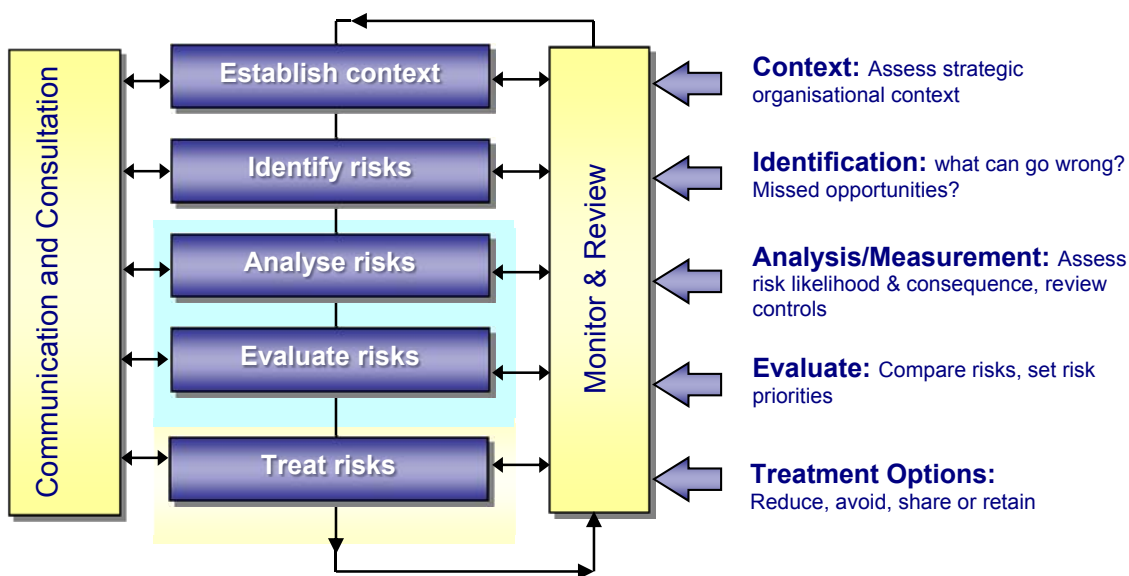 Communication and Consultation
Establish context
Identify risks
Analyse risks
Evaluate risks
Treat risks
Monitor & Review
Context: Assess strategic
organisational context
Identification: what can go wrong?
Missed opportunities?
Analysis/Measurement: Assess
risk likelihood & consequence, review
controls
Evaluate: Compare risks, set risk
priorities
Treatment Options:
Reduce, avoid, share or retain